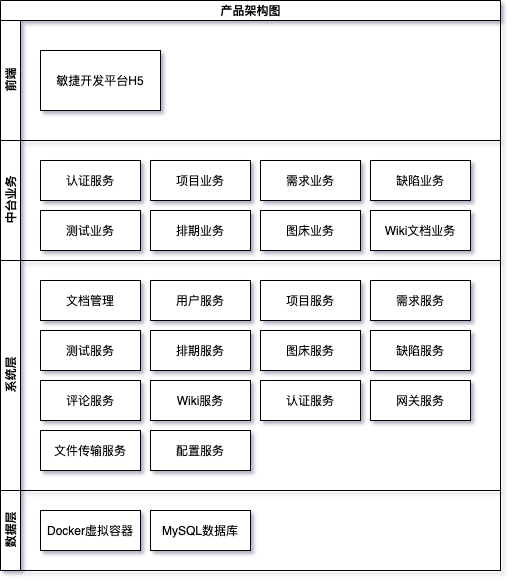 产品架构图
前端
敏捷开发平台H5
中台业务
认证服务
项目业务
需求业务
缺陷业务
测试业务
排期业务
图床业务
Wiki文档业务
系统层
文档管理
用户服务
项目服务
需求服务
测试服务
排期服务
图床服务
缺陷服务
评论服务
Wiki服务
认证服务
网关服务
文件传输服务
配置服务
数据层
Docker虚拟容器
MySQL数据库